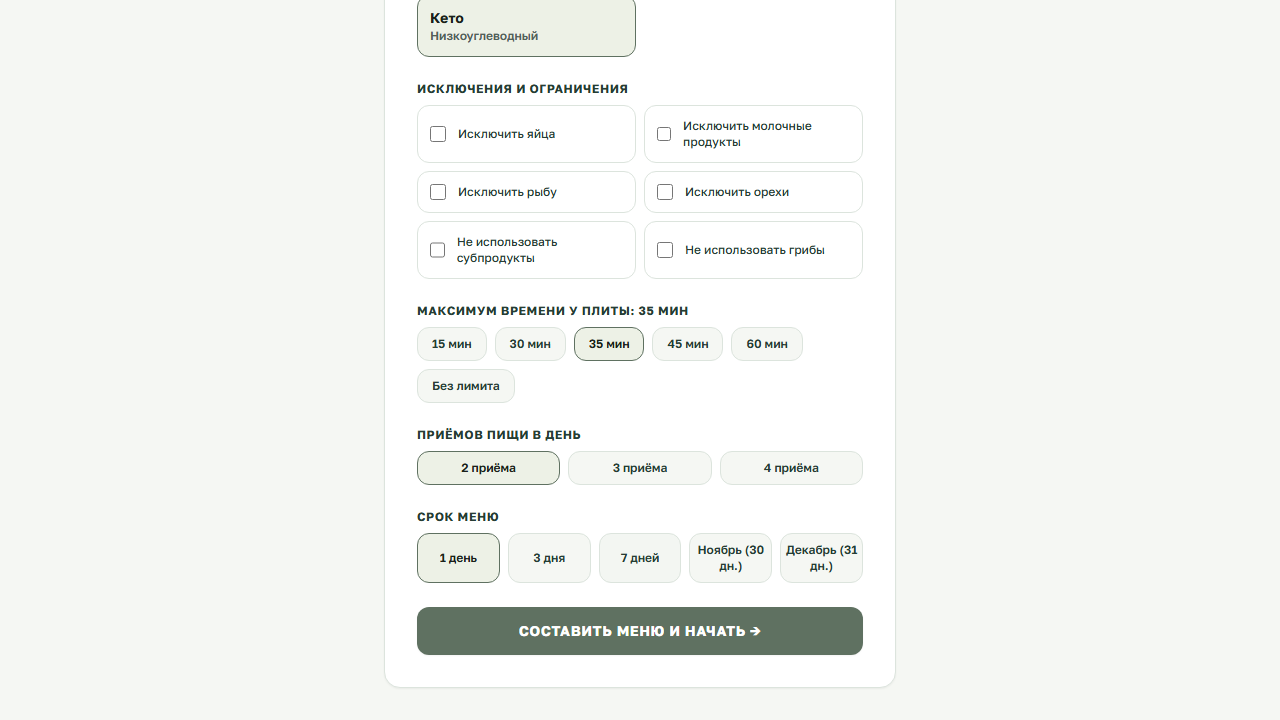 Кето
Низкоуглеводный
ИСКЛЮЧЕНИЯ И ОГРАНИЧЕНИЯ
Исключить яйца
Исключить молочные
продукты
Исключить рыбу
Исключить орехи
Не использовать
субпродукты
Не использовать грибы
МАКСИМУМ ВРЕМЕНИ У ПЛИТЫ: 35 МИН
15 мин
30 мин
35 мин
45 мин
60 мин
Без лимита
ПРИЁМОВ ПИЩИ В ДЕНЬ
2 приёма
3 приёма
4 приёма
СРОК МЕНЮ
1 день
3 дня
7 дней
Ноябрь (30
дн.)
Декабрь (31
дн.)
СОСТАВИТЬ МЕНЮ И НАЧАТЬ →